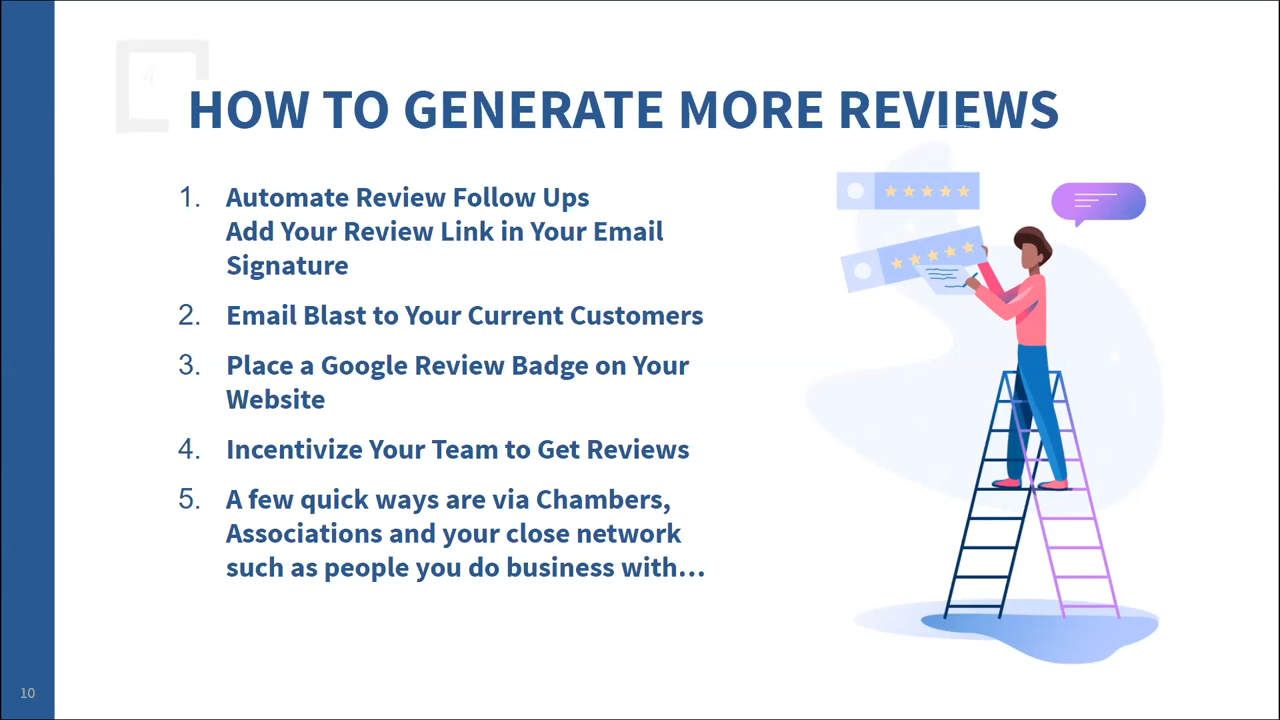 HOW TO GENERATE MORE REVIEWS
1. Automate Review Follow Ups
Add Your Review Link in Your Email
Signature
2. Email Blast to Your Current Customers
3. Place a Google Review Badge on Your
Website
4. Incentivize Your Team to Get Reviews
5. A few quick ways are via Chambers,
Associations and your close network
such as people you do business with...
10